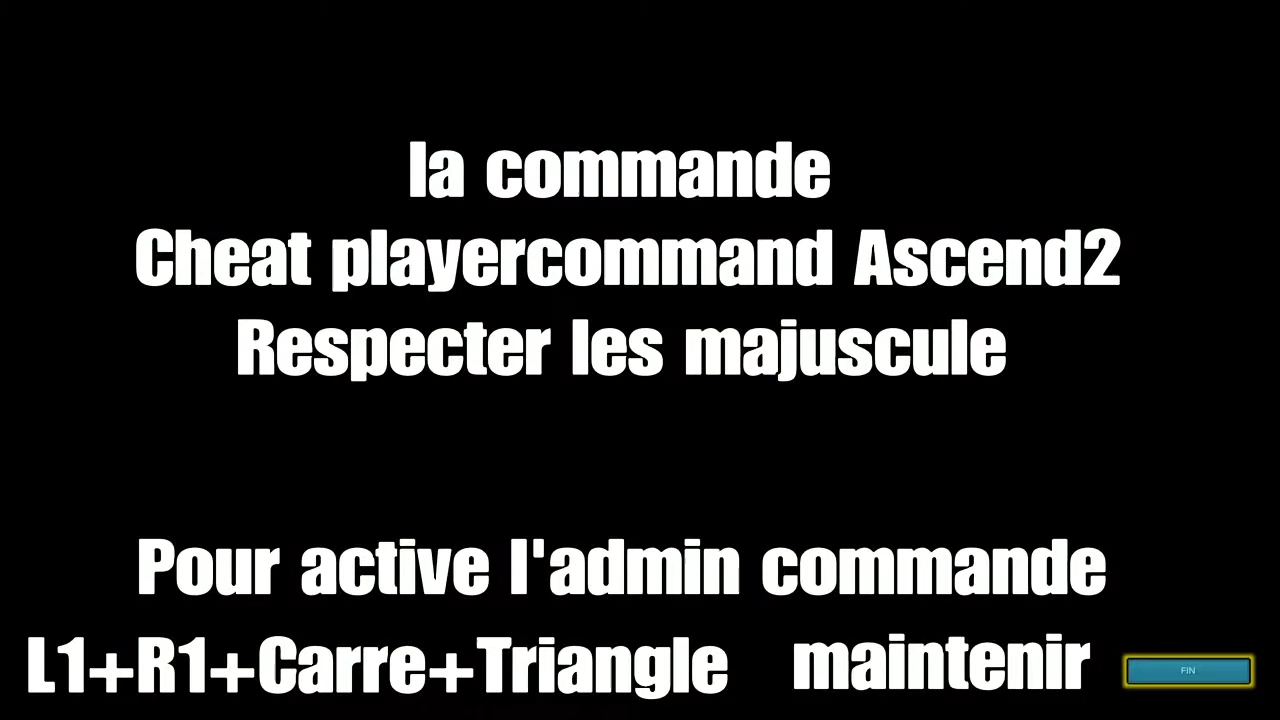 la commande
Cheat playercommand Ascend2
Respecter les majuscule
Pour active l'admin commande
L1+R1+Carre+Triangle maintenir
FIN